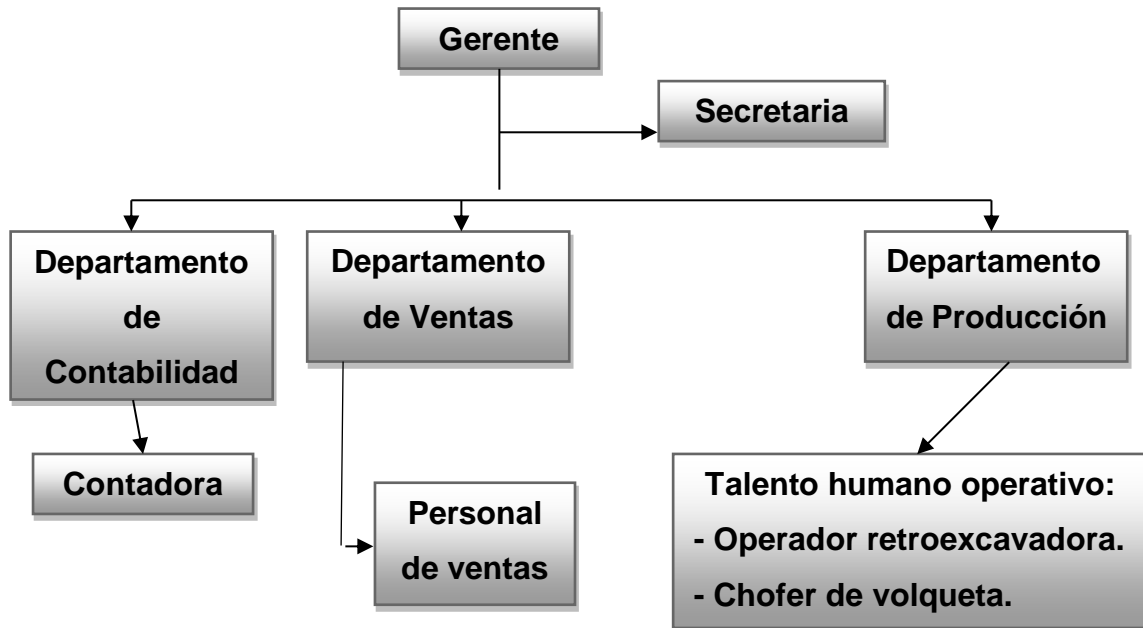 Gerente
Secretaria
Departamento
de
Contabilidad
Departamento
de Ventas
Departamento
de Producción
Contadora
Personal
de ventas
Talento humano operativo:
- Operador retroexcavadora.
- Chofer de volqueta.